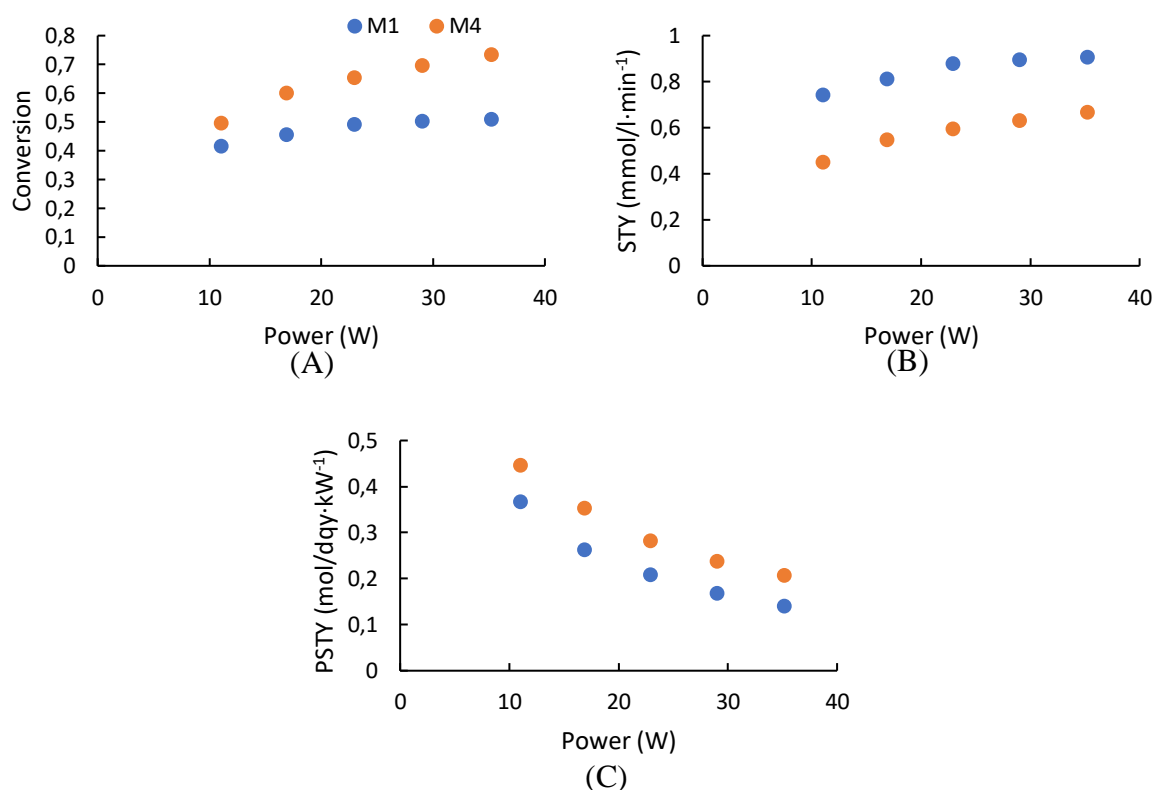 M1 M4
Conversion
0,8
0,7
0,6
0,5
0,4
0,3
0,2
0,1
0
0 10 20 30 40
Power (W)
(A)
STY (mmol/l·min⁻¹)
1
0,8
0,6
0,4
0,2
0
0 10 20 30 40
Power (W)
(B)
PSTY (mol/dqy·kW⁻¹)
0,5
0,4
0,3
0,2
0,1
0
0 10 20 30 40
Power (W)
(C)